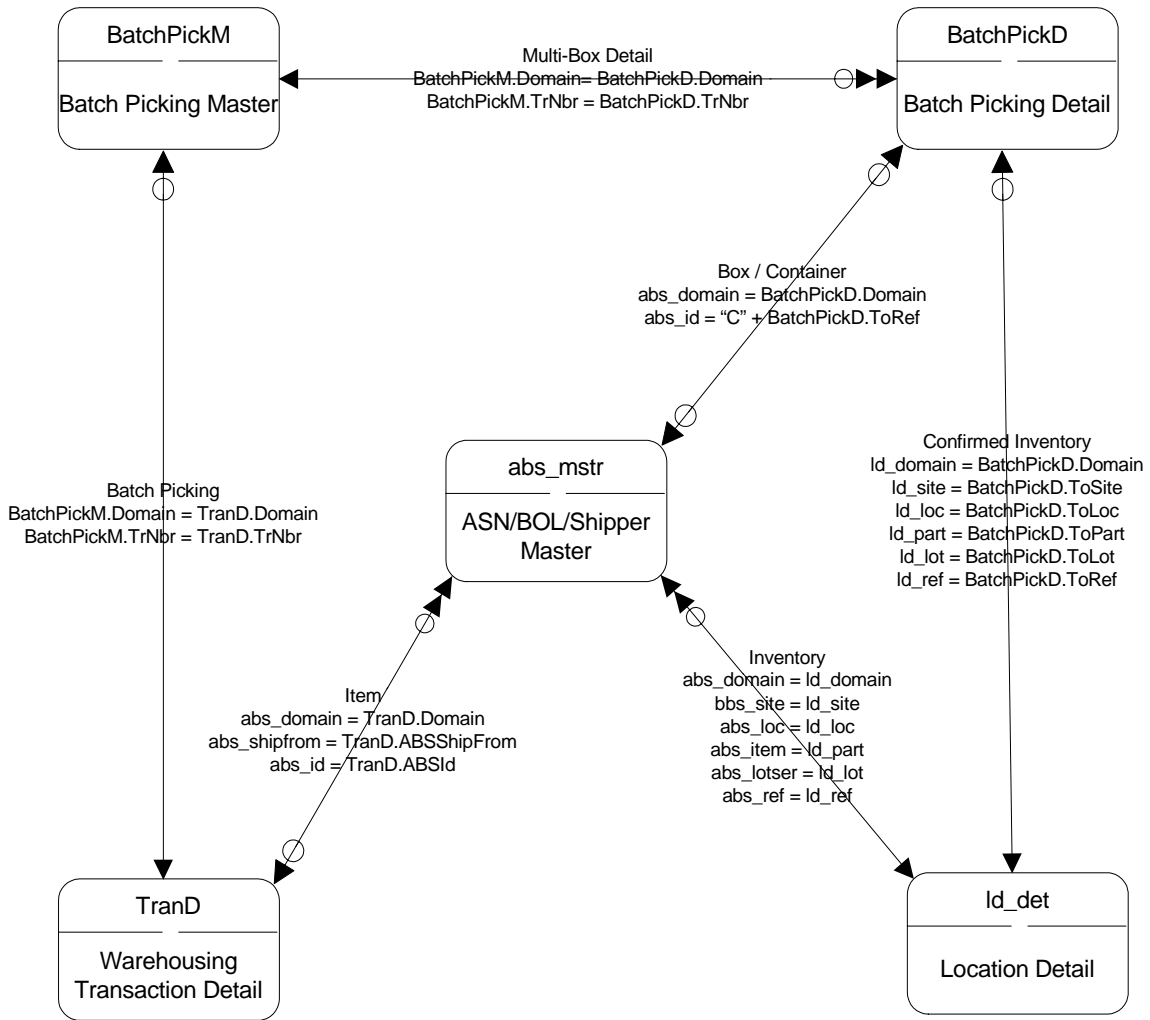 BatchPickM
Batch Picking Master
Multi-Box Detail
BatchPickM.Domain= BatchPickD.Domain
BatchPickM.TrNbr = BatchPickD.TrNbr
BatchPickD
Batch Picking Detail
Box / Container
abs_domain = BatchPickD.Domain
abs_id = “C” + BatchPickD.ToRef
Batch Picking
BatchPickM.Domain = TranD.Domain
BatchPickM.TrNbr = TranD.TrNbr
abs_mstr
ASN/BOL/Shipper
Master
Confirmed Inventory
ld_domain = BatchPickD.Domain
ld_site = BatchPickD.ToSite
ld_loc = BatchPickD.ToLoc
ld_part = BatchPickD.ToPart
ld_lot = BatchPickD.ToLot
ld_ref = BatchPickD.ToRef
Item
abs_domain = TranD.Domain
abs_shipfrom = TranD.ABSShipFrom
abs_id = TranD.ABSId
Inventory
abs_domain = ld_domain
bbs_site = ld_site
abs_loc = ld_loc
abs_item = ld_part
abs_lotser = ld_lot
abs_ref = ld_ref
TranD
Warehousing
Transaction Detail
ld_det
Location Detail